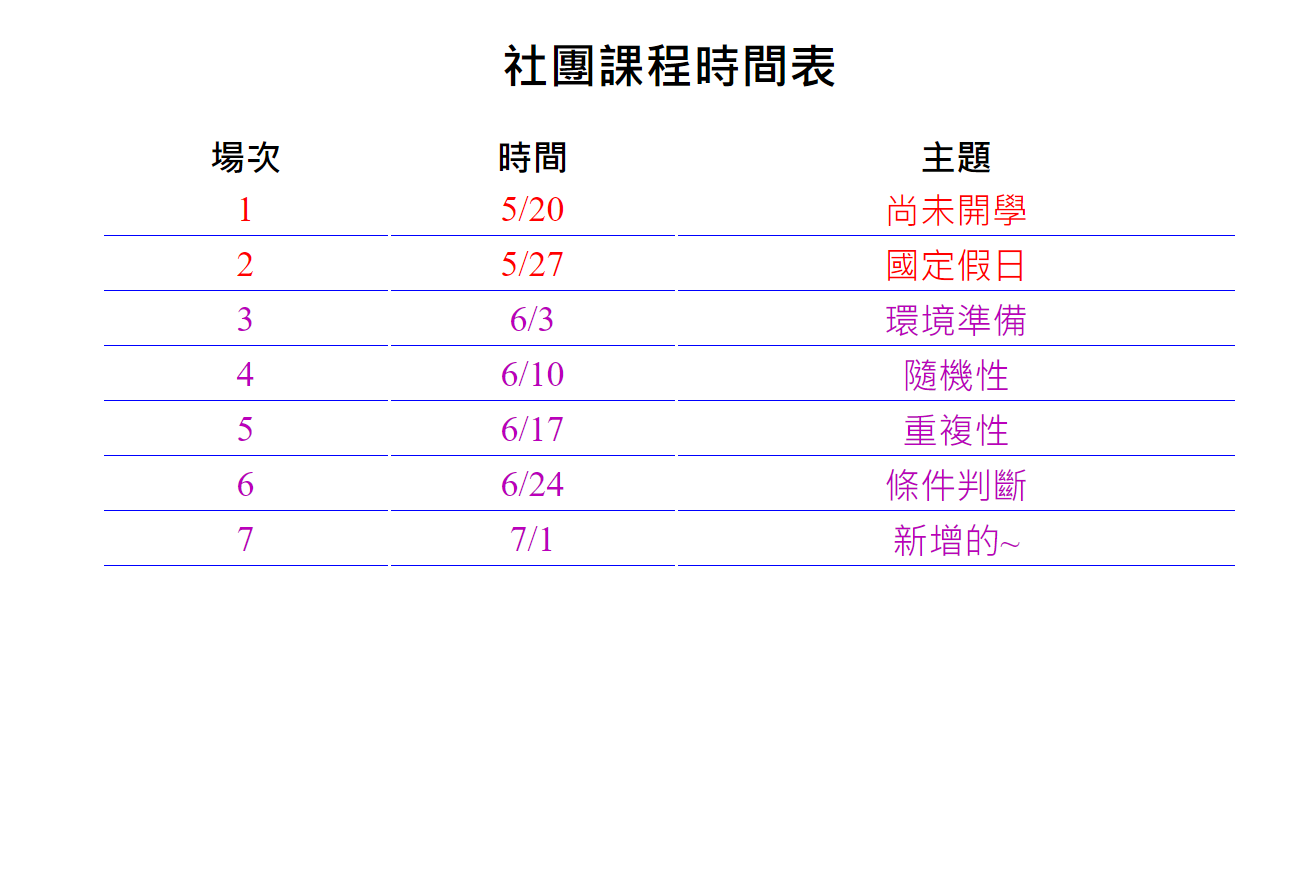 社團課程時間表
場次 時間 主題
1 5/20 尚未開學
2 5/27 國定假日
3 6/3 環境準備
4 6/10 隨機性
5 6/17 重複性
6 6/24 條件判斷
7 7/1 新增的~